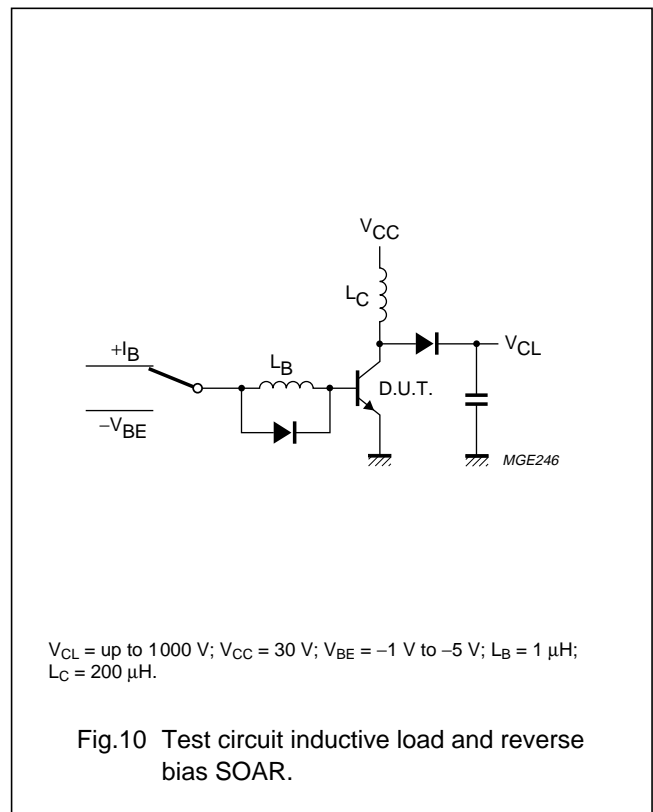 VCC
LC
+IB
LB
VCL
D.U.T.
−VBE
MGE246
VCL = up to 1000 V; VCC = 30 V; VBE = −1 V to −5 V; LB = 1 μH;
LC = 200 μH.
Fig.10 Test circuit inductive load and reverse
bias SOAR.